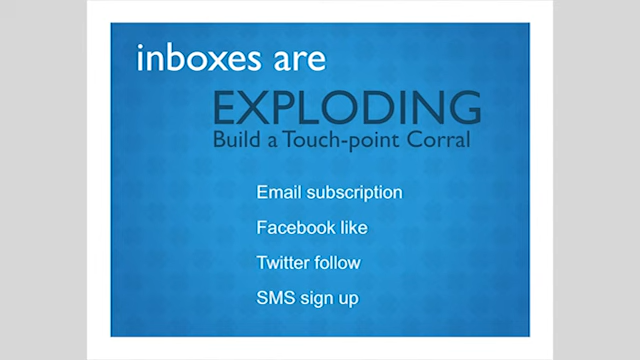 inboxes are
EXPLODING
Build a Touch-point Corral
Email subscription
Facebook like
Twitter follow
SMS sign up